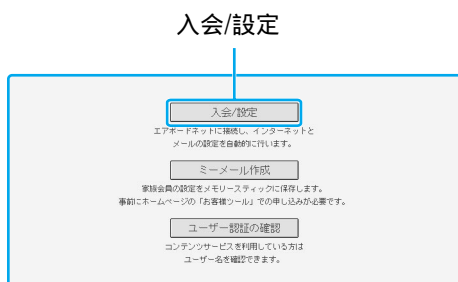 入会/設定
入会/設定
エアボードネットに接続し、インターネットと
メールの設定を自動的に行います。
ミーメール作成
家族会員の設定をメモリースティックに保存します。
事前にホームページの「お客様ツール」での申し込みが必要です。
ユーザー認証の確認
コンテンツサービスを利用している方は
ユーザー名を確認できます。